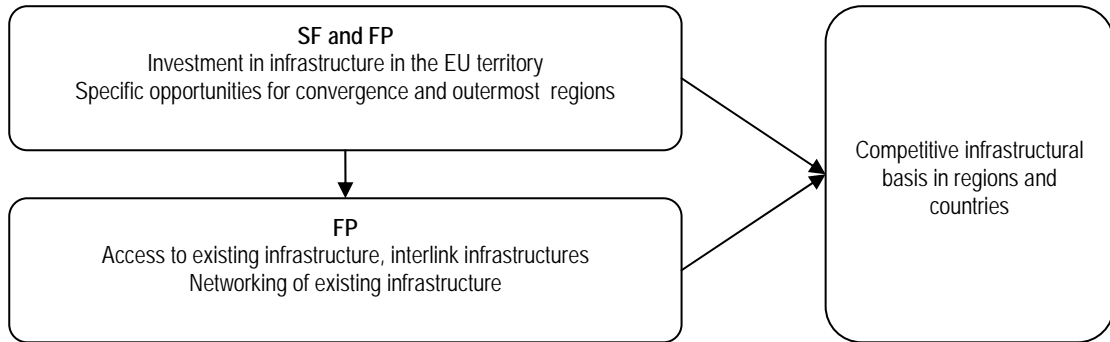 SF and FP
Investment in infrastructure in the EU territory
Specific opportunities for convergence and outermost regions
FP
Access to existing infrastructure, interlink infrastructures
Networking of existing infrastructure
Competitive infrastructural
basis in regions and
countries